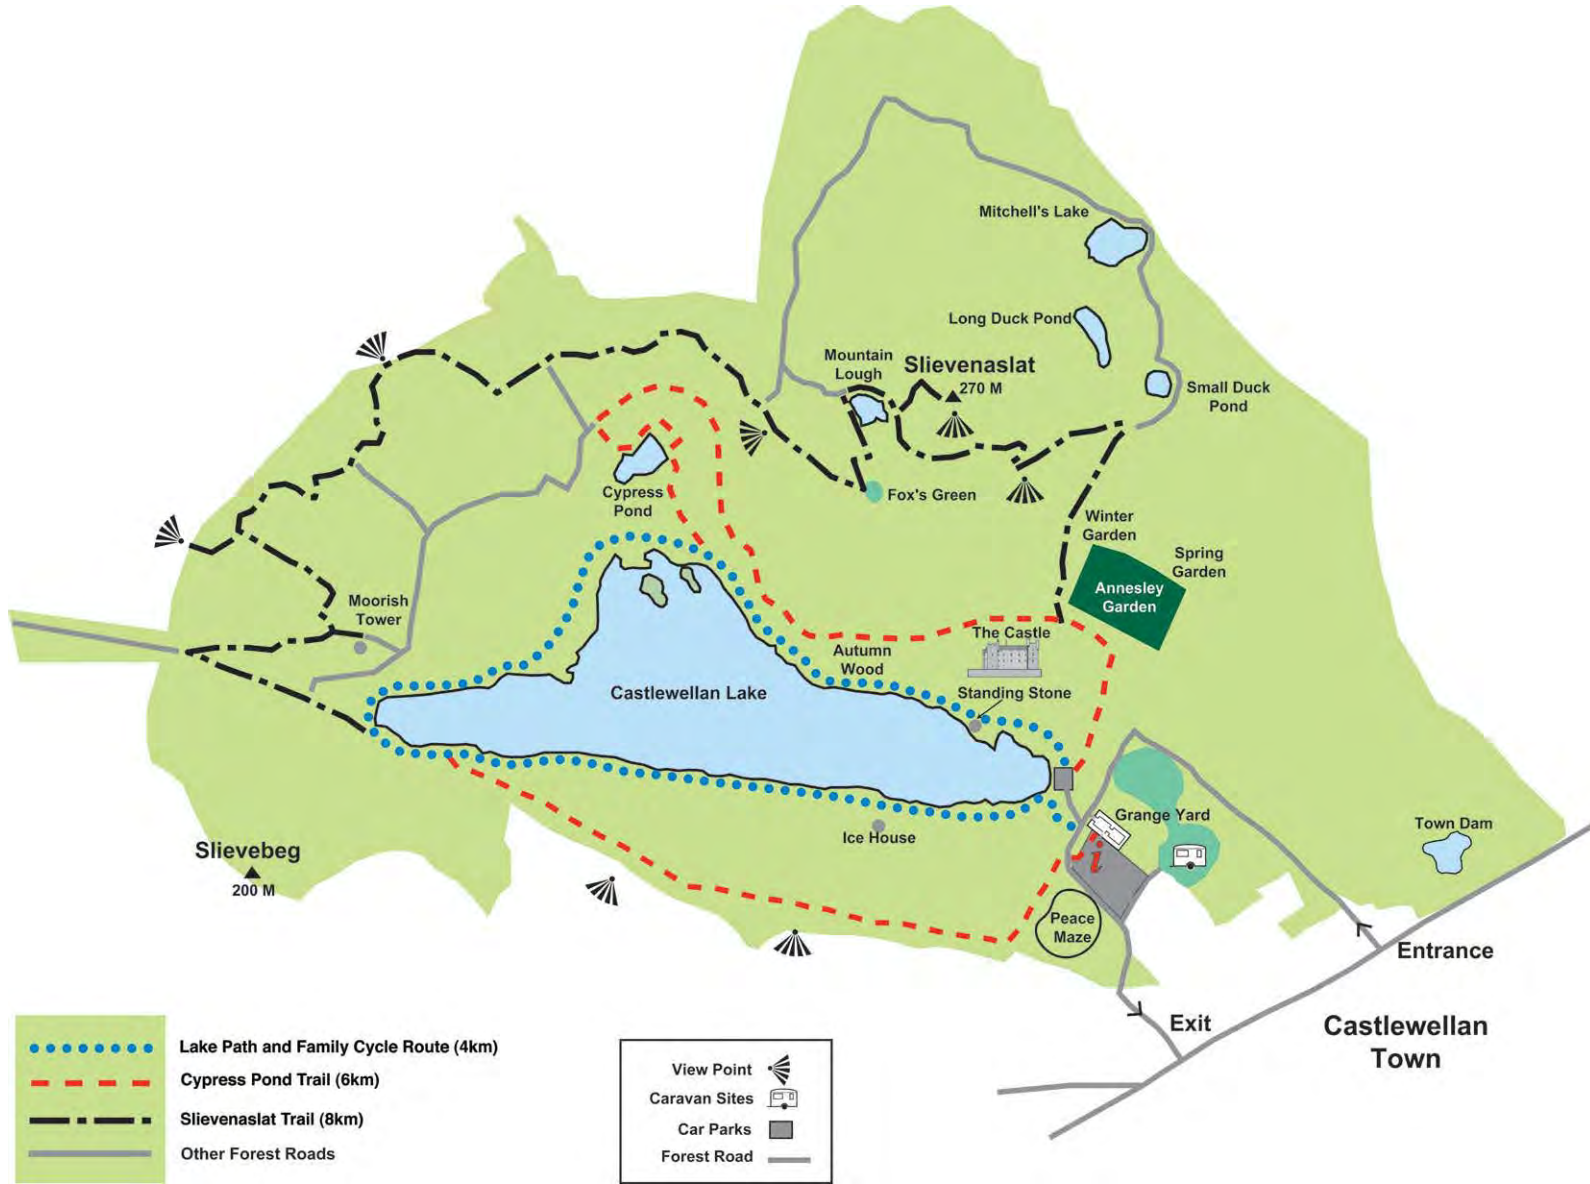 Mitchell's Lake
Long Duck Pond
Mountain
Lough
Slievenaslat
270 M
Small Duck
Pond
Cypress
Pond
Fox's Green
Winter
Garden
Spring
Garden
Annesley
Garden
Moorish
Tower
The Castle
Autumn
Wood
Castlewellan Lake
Standing Stone
Grange Yard
Ice House
Town Dam
Slievebeg
200 M
i
Peace
Maze
Entrance
Exit
Castlewellan
Town
Lake Path and Family Cycle Route (4km)
Cypress Pond Trail (6km)
Slievenaslat Trail (8km)
Other Forest Roads
View Point
Caravan Sites
Car Parks
Forest Road